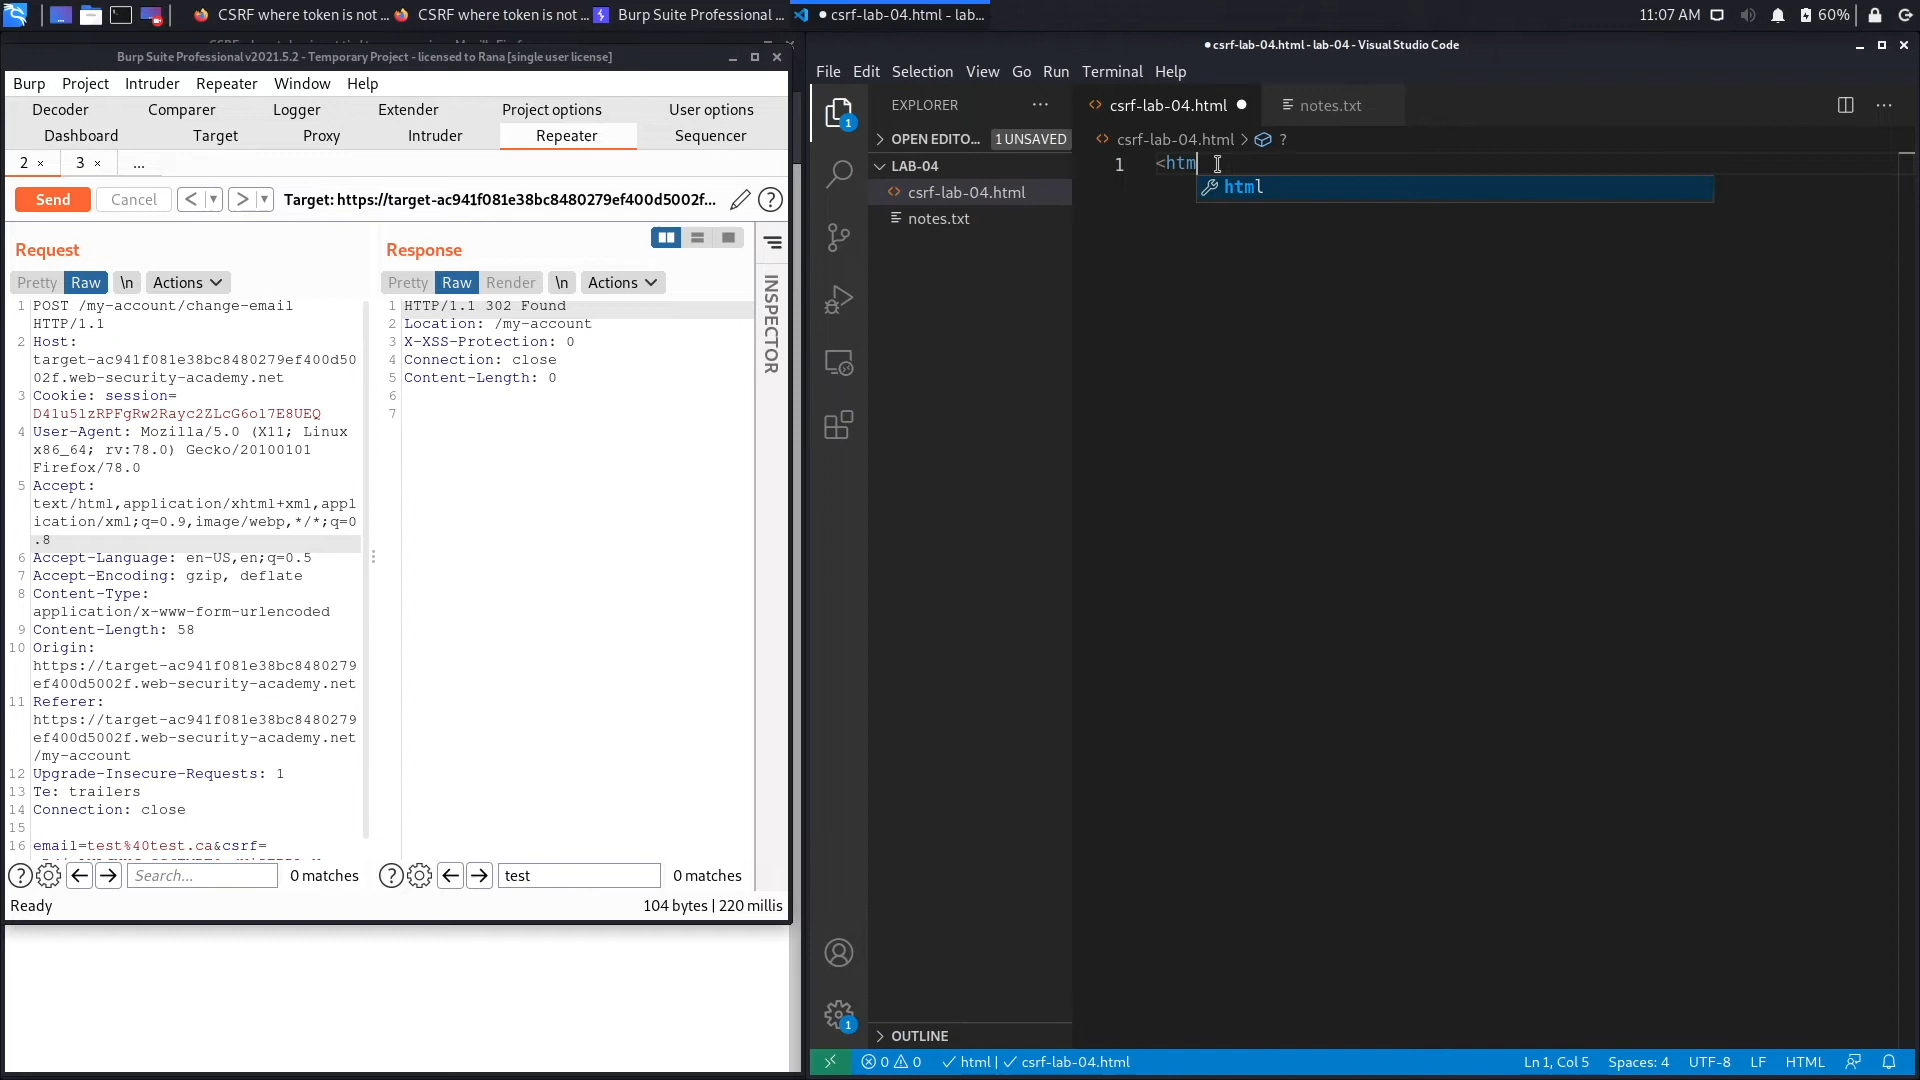 CSRF where token is not ...
CSRF where token is not ...
Burp Suite Professional ...
● csrf-lab-04.html - lab...
11:07 AM
60%
Burp Suite Professional v2021.5.2 - Temporary Project - licensed to Rana [single user license]
Burp Project Intruder Repeater Window Help
Decoder Comparer Logger Extender Project options User options
Dashboard Target Proxy Intruder Repeater Sequencer
2 × 3 × ...
Send Cancel < > Target: https://target-ac941f081e38bc8480279ef400d5002f...
Request
Pretty Raw \n Actions
1 POST /my-account/change-email
HTTP/1.1
2 Host:
target-ac941f081e38bc8480279ef400d50
02f.web-security-academy.net
3 Cookie: session=
D41u5lzRPFgRw2Rayc2ZLcG6ol7E8UEQ
4 User-Agent: Mozilla/5.0 (X11; Linux
x86_64; rv:78.0) Gecko/20100101
Firefox/78.0
5 Accept:
text/html,application/xhtml+xml,appl
ication/xml;q=0.9,image/webp,*/*;q=0
.8
6 Accept-Language: en-US,en;q=0.5
7 Accept-Encoding: gzip, deflate
8 Content-Type:
application/x-www-form-urlencoded
9 Content-Length: 58
10 Origin:
https://target-ac941f081e38bc8480279
ef400d5002f.web-security-academy.net
11 Referer:
https://target-ac941f081e38bc8480279
ef400d5002f.web-security-academy.net
/my-account
12 Upgrade-Insecure-Requests: 1
13 Te: trailers
14 Connection: close
15
16 email=test%40test.ca&csrf=
Search... 0 matches
Response
Pretty Raw Render \n Actions
1 HTTP/1.1 302 Found
2 Location: /my-account
3 X-XSS-Protection: 0
4 Connection: close
5 Content-Length: 0
6
7
INSPECTOR
test 0 matches
Ready
104 bytes | 220 millis
● csrf-lab-04.html - lab-04 - Visual Studio Code
File Edit Selection View Go Run Terminal Help
EXPLORER ...
OPEN EDITO... 1 UNSAVED
LAB-04
csrf-lab-04.html
notes.txt
OUTLINE
1
1
csrf-lab-04.html ● notes.txt
csrf-lab-04.html > ?
1 <htm
html
0 0 html | csrf-lab-04.html
Ln 1, Col 5 Spaces: 4 UTF-8 LF HTML